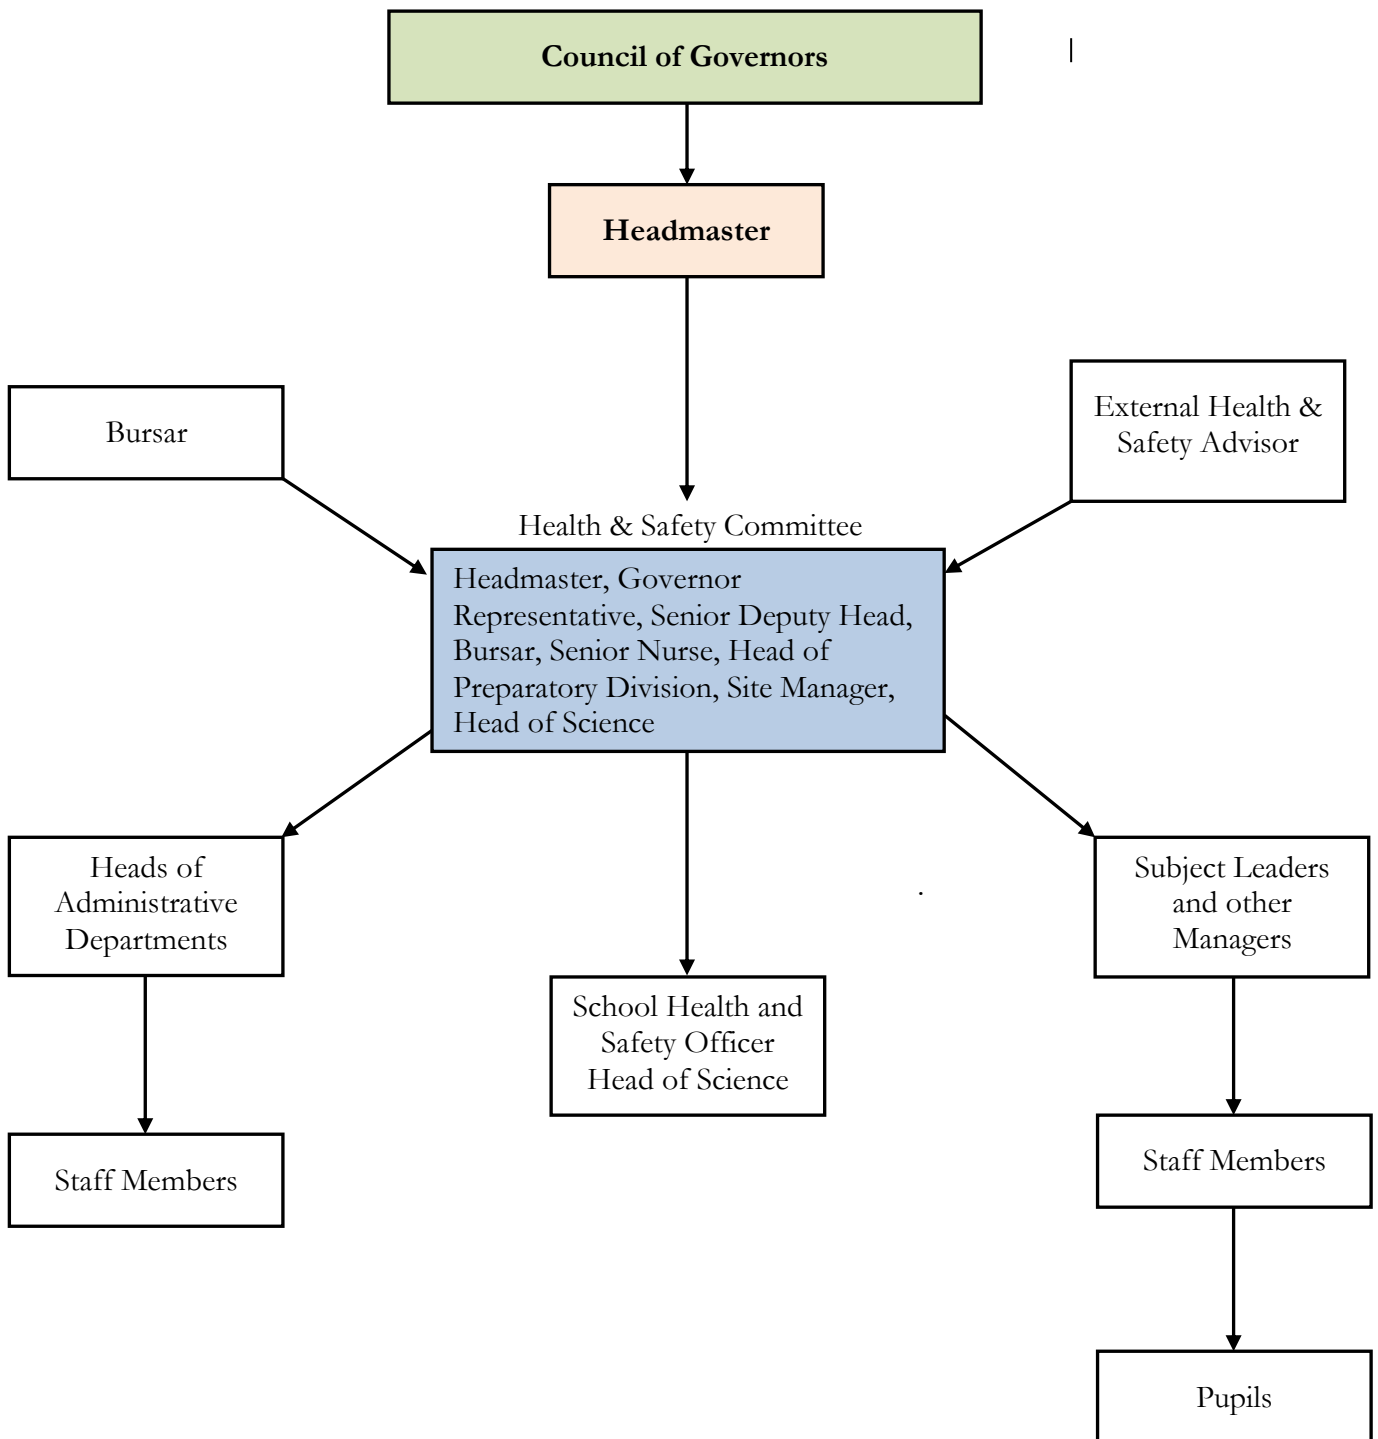 Council of Governors
|
Headmaster
Bursar
External Health &
Safety Advisor
Health & Safety Committee
Headmaster, Governor
Representative, Senior Deputy Head,
Bursar, Senior Nurse, Head of
Preparatory Division, Site Manager,
Head of Science
Heads of
Administrative
Departments
.
Subject Leaders
and other
Managers
School Health and
Safety Officer
Head of Science
Staff Members
Staff Members
Pupils